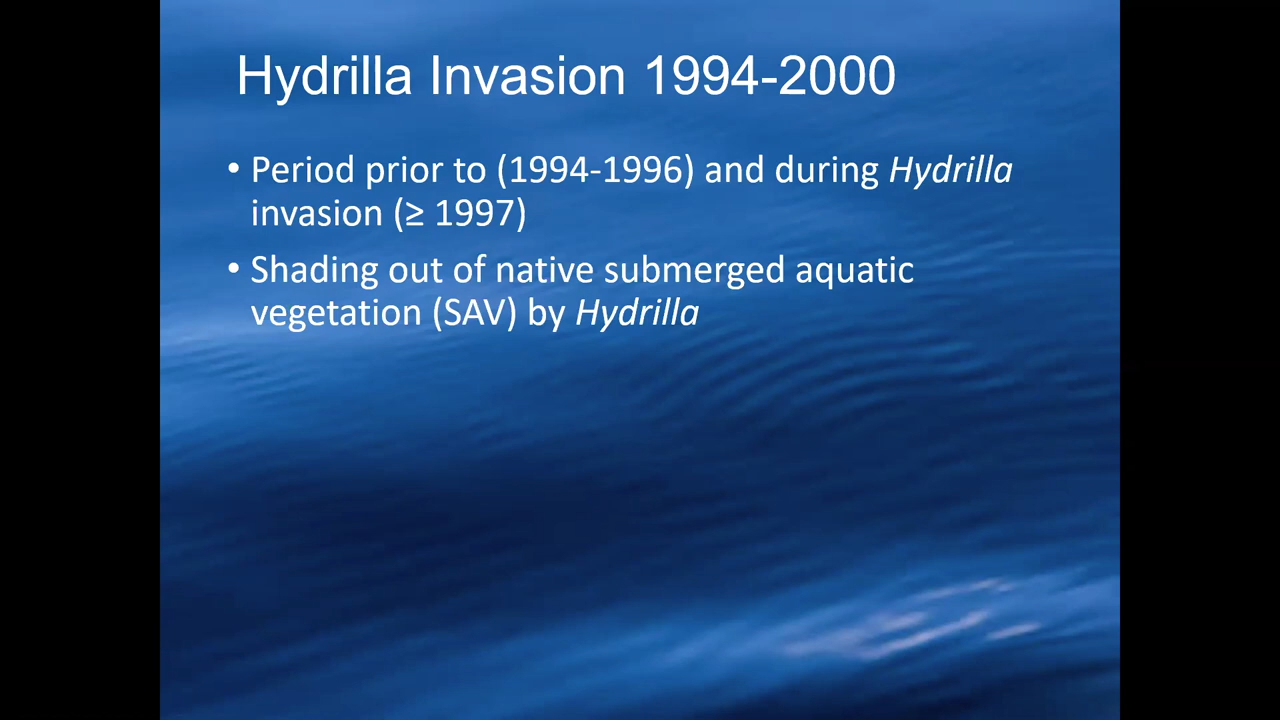 Hydrilla Invasion 1994-2000
• Period prior to (1994-1996) and during Hydrilla
invasion (≥ 1997)
• Shading out of native submerged aquatic
vegetation (SAV) by Hydrilla